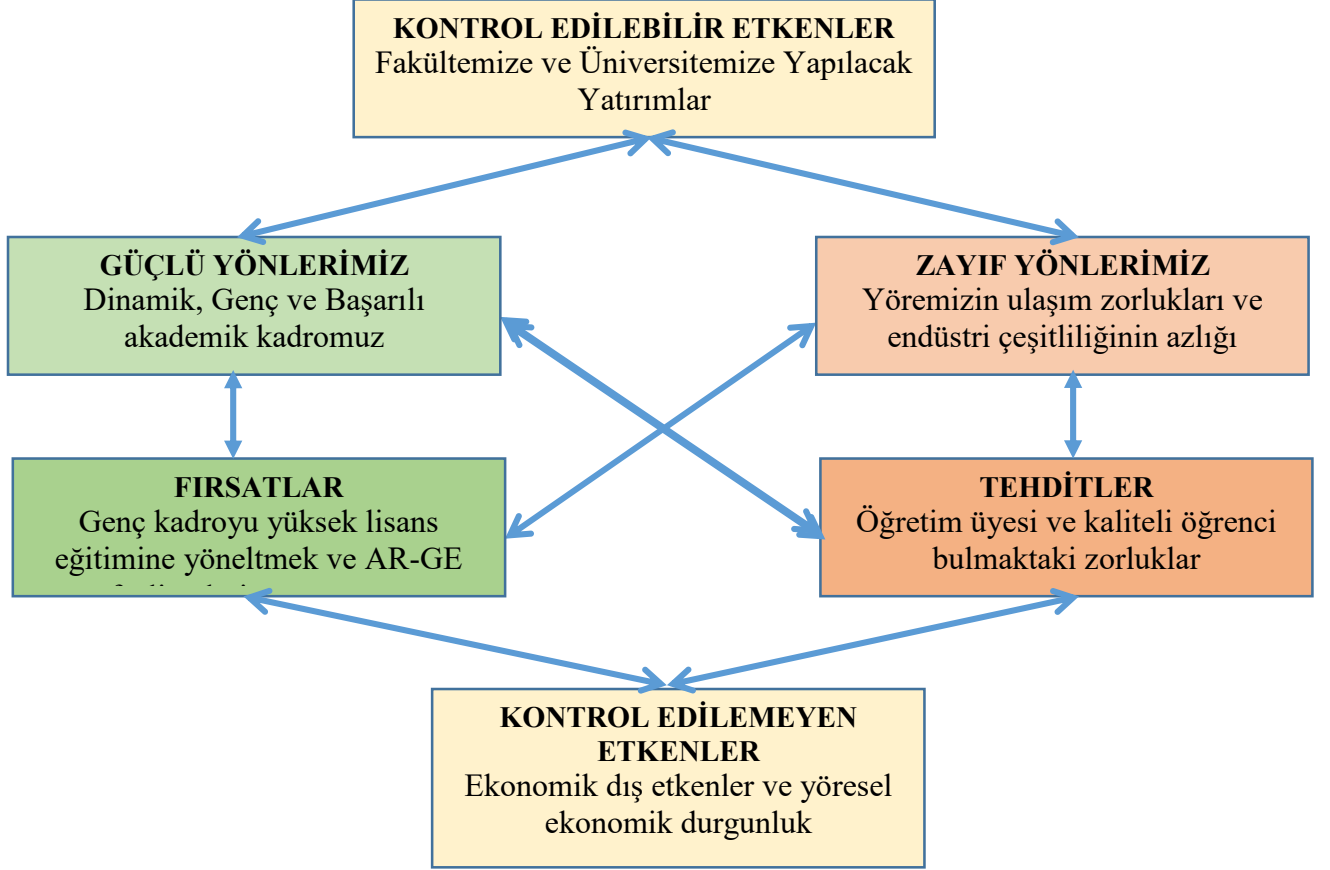 KONTROL EDİLEBİLİR ETKENLER
Fakültemize ve Üniversitemize Yapılacak
Yatırımlar
GÜÇLÜ YÖNLERİMİZ
Dinamik, Genç ve Başarılı
akademik kadromuz
ZAYIF YÖNLERİMİZ
Yöremizin ulaşım zorlukları ve
endüstri çeşitliliğinin azlığı
FIRSATLAR
Genç kadroyu yüksek lisans
eğitimine yöneltmek ve AR-GE
TEHDİTLER
Öğretim üyesi ve kaliteli öğrenci
bulmaktaki zorluklar
KONTROL EDİLEMEYEN
ETKENLER
Ekonomik dış etkenler ve yöresel
ekonomik durgunluk